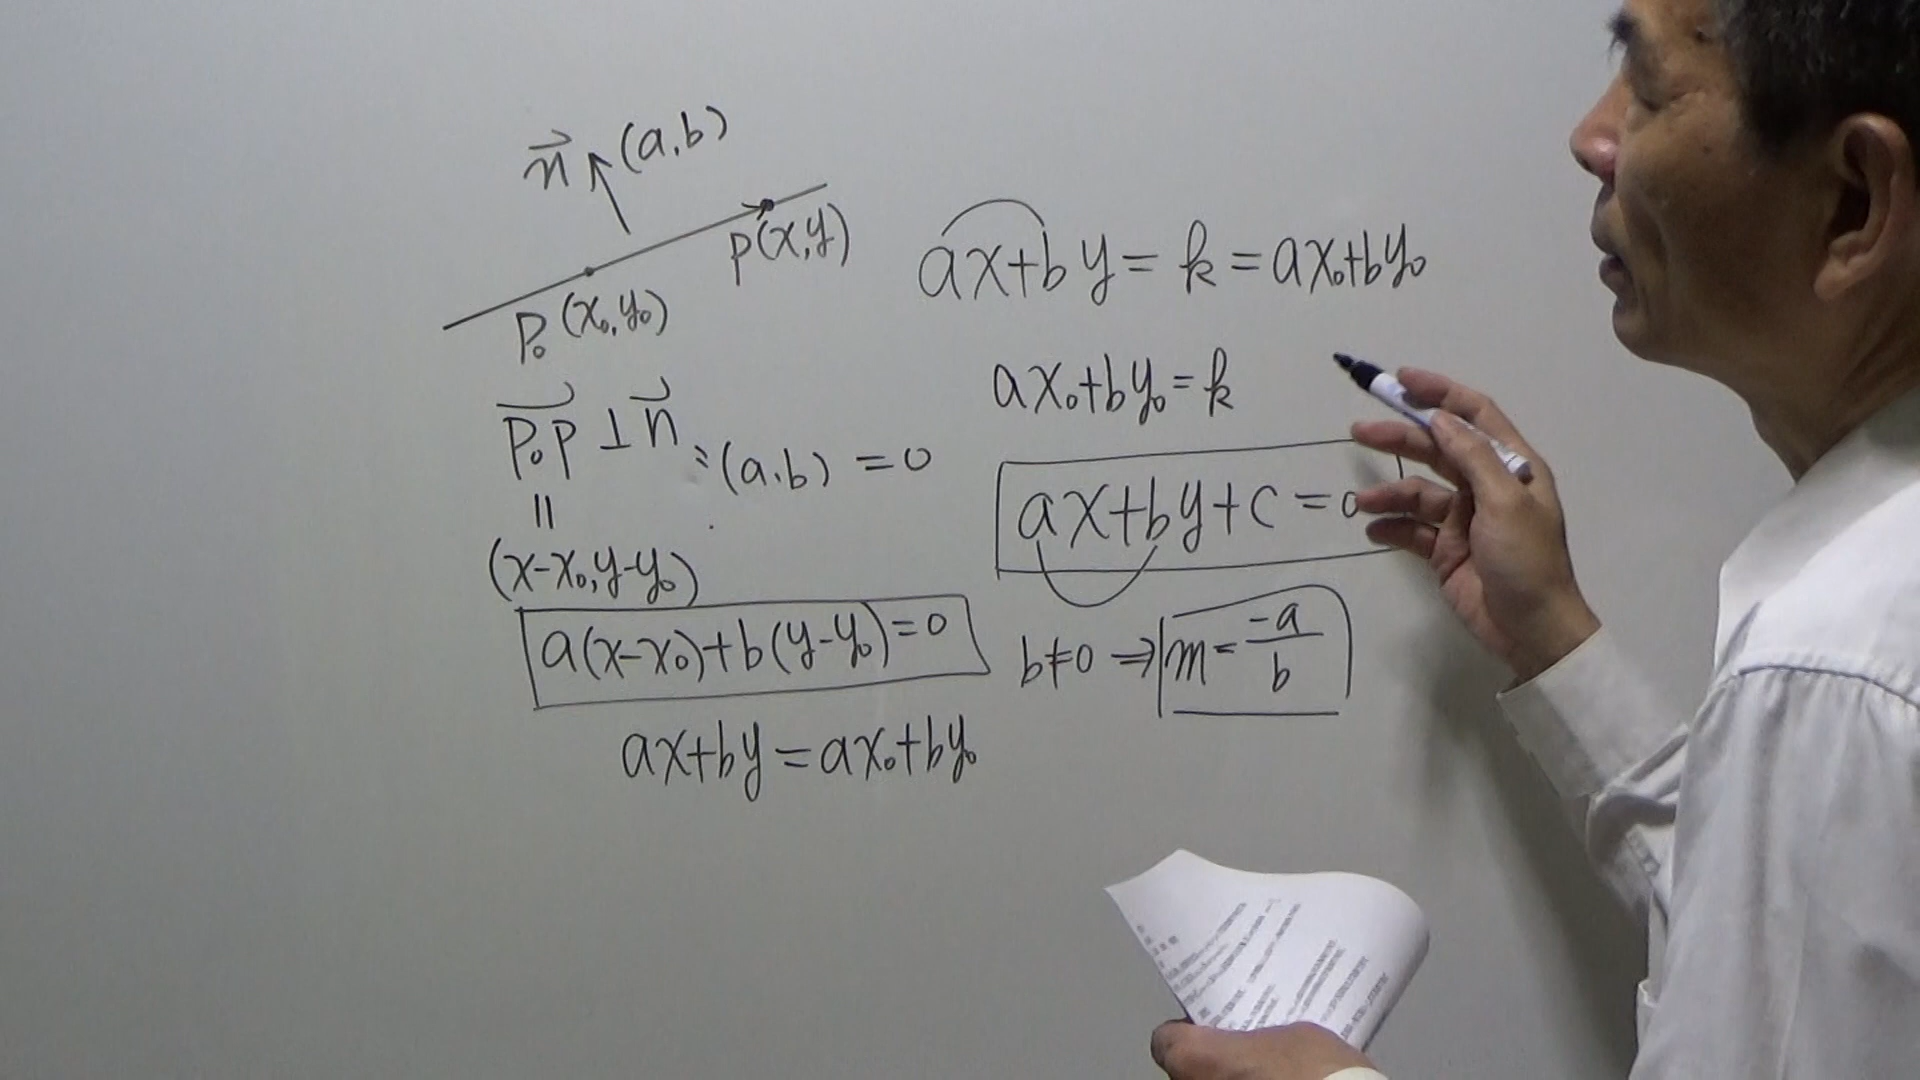 n⃗ (a,b)
P(x,y)
P₀ (x₀,y₀)
P₀P⃗ ⊥ n⃗ = (a,b) = 0
=
(x-x₀,y-y₀)
a(x-x₀)+b(y-y₀)=0
ax+by=ax₀+by₀
ax+by=k=ax₀+by₀
ax₀+by₀=k
ax+by+c=0
b≠0 ⇒ m=-a/b